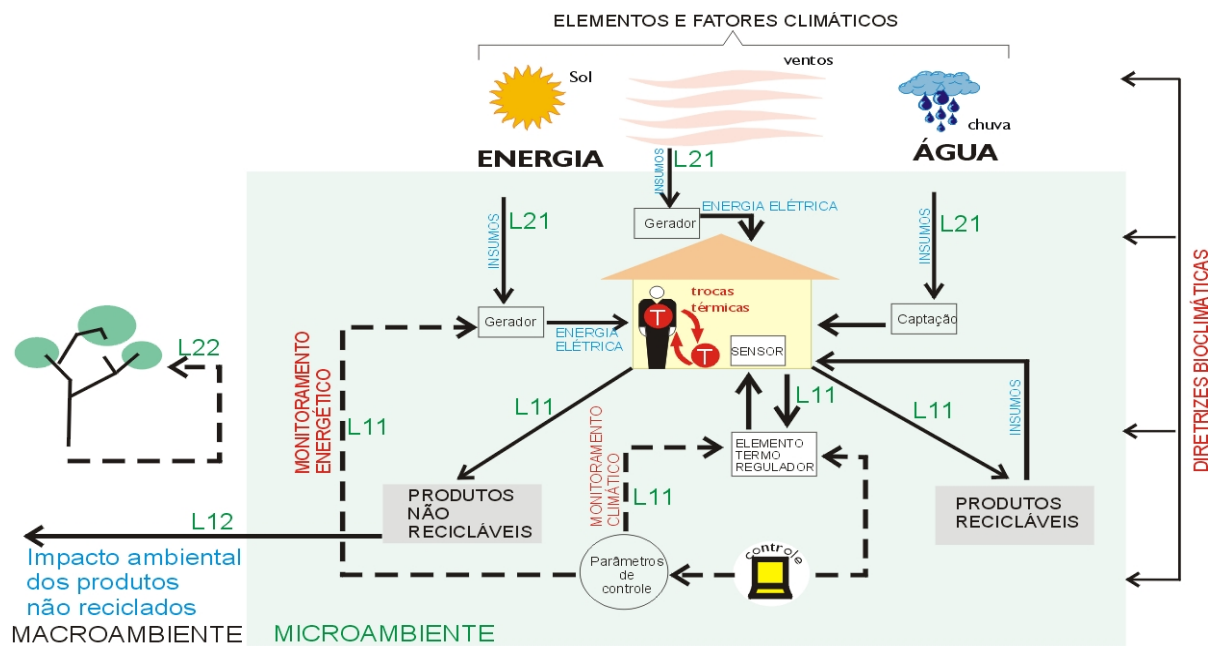 ELEMENTOS E FATORES CLIMÁTICOS
Sol
ventos
chuva
ENERGIA
ÁGUA
INSUMOS
L21
INSUMOS
L21
INSUMOS
L21
Gerador
ENERGIA ELÉTRICA
Gerador
ENERGIA
ELÉTRICA
trocas
térmicas
T
T
SENSOR
Captação
L22
MONITORAMENTO
ENERGÉTICO
L11
L11
L11
L11
INSUMOS
DIRETRIZES BIOCLIMÁTICAS
MONITORAMENTO
CLIMÁTICO
L11
ELEMENTO
TERMO
REGULADOR
PRODUTOS
NÃO
RECICLÁVEIS
PRODUTOS
RECICLÁVEIS
L12
Impacto ambiental
dos produtos
não reciclados
Parâmetros
de
controle
controle
MACROAMBIENTE
MICROAMBIENTE